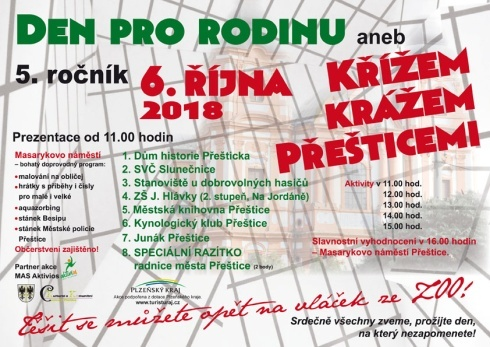 DEN PRO RODINU aneb
5. ročník 6. ŘÍJNA
2018
KŘÍŽEM
KRÁŽEM
PŘEŠTICEMI
Prezentace od 11.00 hodin
Masarykovo náměstí
– bohatý doprovodný program:
• malování na obličej
• hrátky s příběhy i čísly
pro malé i velké
• aquazorbing
• stánek Besipu
• stánek Městské policie
Přeštice
Občerstvení zajištěno!
1. Dům historie Přešticka
2. SVČ Slunečnice
3. Stanoviště u dobrovolných hasičů
4. ZŠ J. Hlávky (2. stupeň, Na Jordáně)
5. Městská knihovna Přeštice
6. Kynologický klub Přeštice
7. Junák Přeštice
8. SPECIÁLNÍ RAZÍTKO
radnice města Přeštice (2 body)
Aktivity v 11.00 hod.
12.00 hod.
13.00 hod.
14.00 hod.
15.00 hod.
Slavnostní vyhodnocení v 16.00 hodin
– Masarykovo náměstí Přeštice.
Partner akce
MAS Aktivios
PLZEŇSKÝ KRAJ
Akce pořádána z dotace Plzeňského kraje.
www.turisturaj.cz
Těšit se můžete opět na vláček ze ZOO!
Srdečně všechny zveme, prožijte den,
na který nezapomenete!